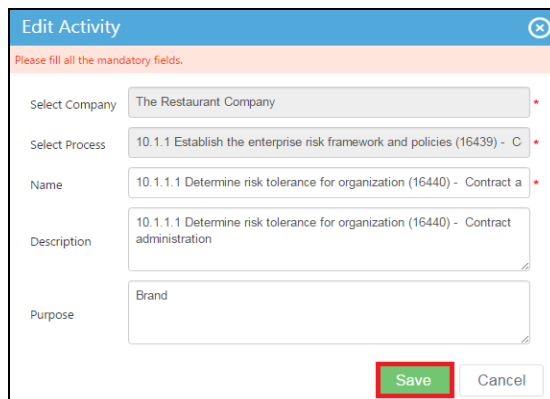 Edit Activity
Please fill all the mandatory fields.
Select Company The Restaurant Company *
Select Process 10.1.1 Establish the enterprise risk framework and policies (16439) - C *
Name 10.1.1.1 Determine risk tolerance for organization (16440) - Contract a *
Description 10.1.1.1 Determine risk tolerance for organization (16440) - Contract
administration
Purpose Brand
Save Cancel